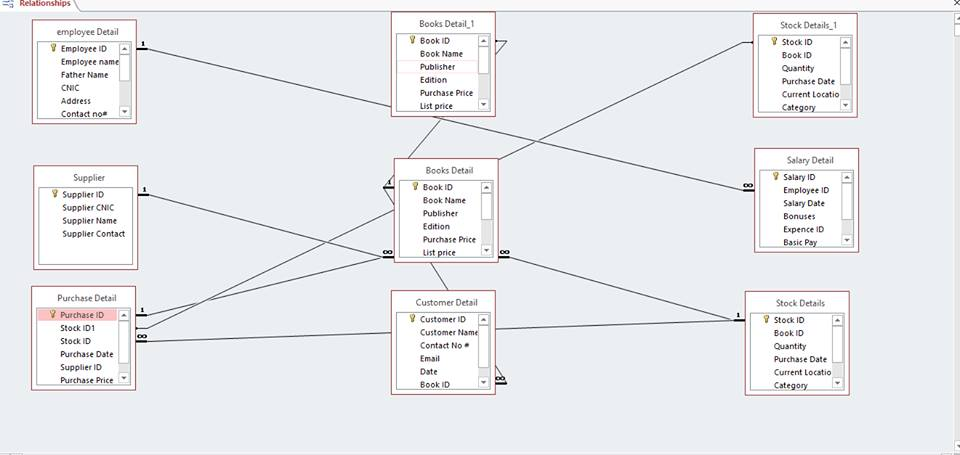 Relationships
employee Detail
Employee ID
Employee name
Father Name
CNIC
Address
Contact no#
Books Detail_1
Book ID
Book Name
Publisher
Edition
Purchase Price
List price
Stock Details_1
Stock ID
Book ID
Quantity
Purchase Date
Current Locatio
Category
Supplier
Supplier ID
Supplier CNIC
Supplier Name
Supplier Contact
Books Detail
Book ID
Book Name
Publisher
Edition
Purchase Price
List price
Salary Detail
Salary ID
Employee ID
Salary Date
Bonuses
Expence ID
Basic Pay
Purchase Detail
Purchase ID
Stock ID1
Stock ID
Purchase Date
Supplier ID
Purchase Price
Customer Detail
Customer ID
Customer Name
Contact No #
Email
Date
Book ID
Stock Details
Stock ID
Book ID
Quantity
Purchase Date
Current Locatio
Category
1
∞
1
1
∞
∞
1
∞
1
∞